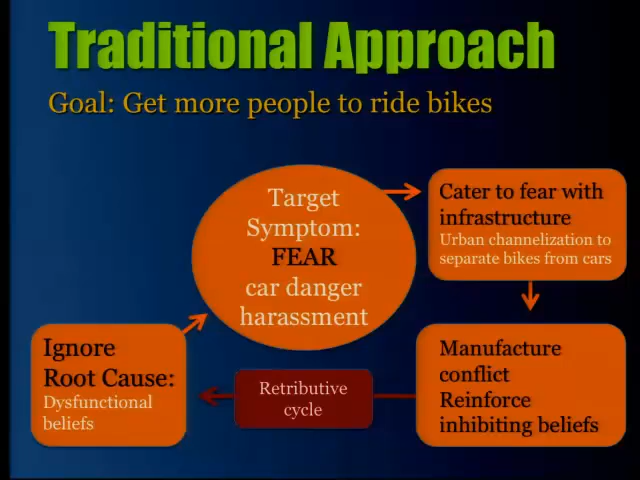 Traditional Approach
Goal: Get more people to ride bikes
Target
Symptom:
FEAR
car danger
harassment
Cater to fear with
infrastructure
Urban channelization to
separate bikes from cars
Manufacture
conflict
Reinforce
inhibiting beliefs
Retributive
cycle
Ignore
Root Cause:
Dysfunctional
beliefs